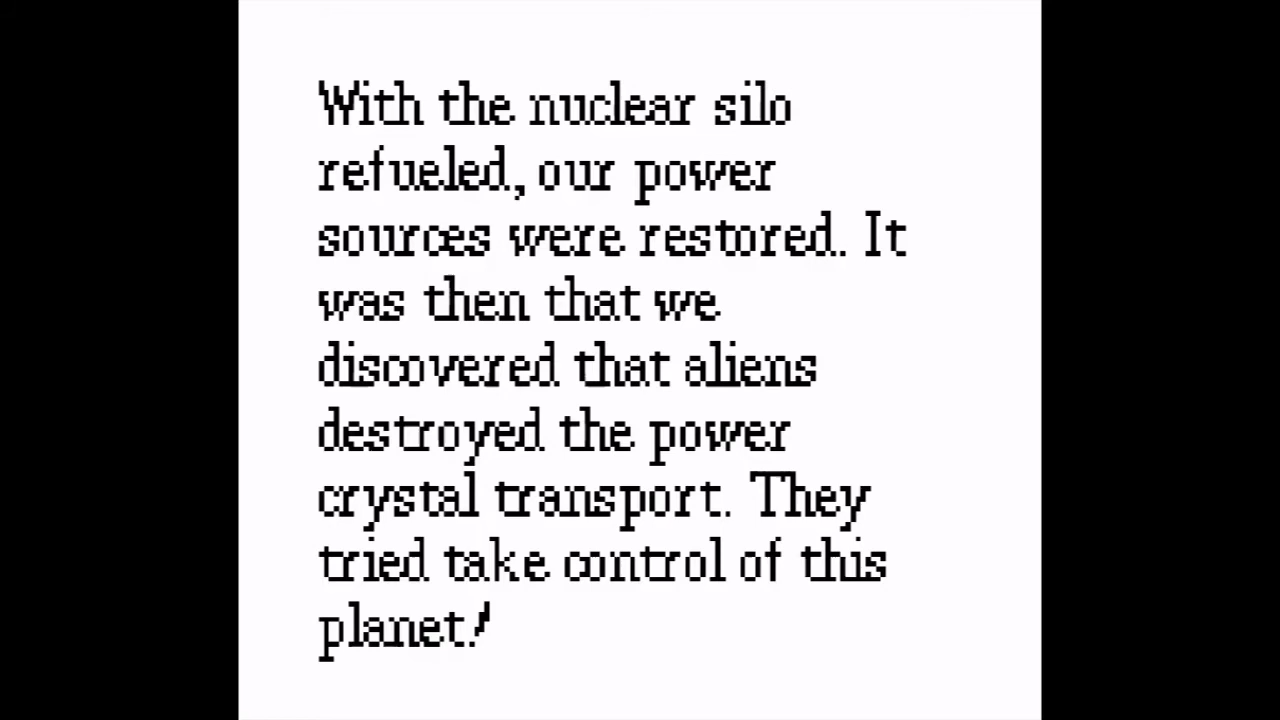 With the nuclear silo
refueled, our power
sources were restored. It
was then that we
discovered that aliens
destroyed the power
crystal transport. They
tried take control of this
planet!